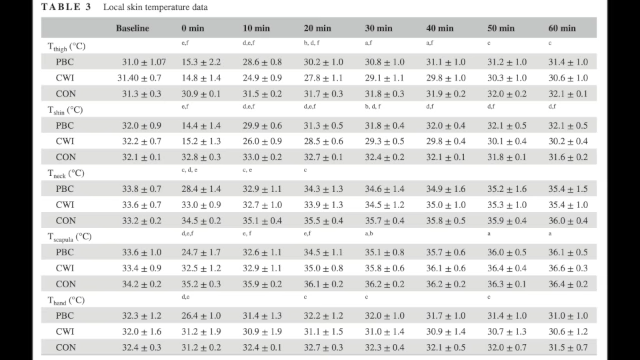 TABLE 3 Local skin temperature data
Baseline 0 min 10 min 20 min 30 min 40 min 50 min 60 min
Tthigh (°C) e,f d,e,f b, d, f a,f a,f e c
PBC 31.0 ± 1.07 15.3 ± 2.2 28.6 ± 0.8 30.2 ± 1.0 30.8 ± 1.0 31.1 ± 1.0 31.2 ± 1.0 31.4 ± 1.0
CWI 31.40 ± 0.7 14.8 ± 1.4 24.9 ± 0.9 27.8 ± 1.1 29.1 ± 1.1 29.8 ± 1.0 30.3 ± 1.0 30.6 ± 1.0
CON 31.3 ± 0.3 30.9 ± 0.1 31.5 ± 0.2 31.7 ± 0.3 31.8 ± 0.3 31.9 ± 0.2 32.0 ± 0.2 32.1 ± 0.1
Tshin (°C) e,f d,e,f d,e,f b, d, f d,f d,f d,f
PBC 32.0 ± 0.9 14.4 ± 1.4 29.9 ± 0.6 31.3 ± 0.5 31.8 ± 0.4 32.0 ± 0.4 32.1 ± 0.5 32.1 ± 0.5
CWI 32.2 ± 0.7 15.2 ± 1.3 26.0 ± 0.9 28.5 ± 0.6 29.3 ± 0.5 29.8 ± 0.4 30.1 ± 0.4 30.2 ± 0.4
CON 32.1 ± 0.1 32.8 ± 0.3 33.0 ± 0.2 32.7 ± 0.1 32.4 ± 0.2 32.1 ± 0.1 31.8 ± 0.1 31.6 ± 0.2
Tneck (°C) c, d, e c, e c
PBC 33.8 ± 0.7 28.4 ± 1.4 32.9 ± 1.1 34.3 ± 1.3 34.6 ± 1.4 34.9 ± 1.6 35.2 ± 1.6 35.4 ± 1.5
CWI 33.6 ± 0.7 33.0 ± 0.9 32.7 ± 1.0 33.9 ± 1.3 34.5 ± 1.2 35.0 ± 1.0 35.3 ± 1.0 35.4 ± 1.0
CON 33.2 ± 0.2 34.5 ± 0.2 35.1 ± 0.4 35.5 ± 0.4 35.7 ± 0.4 35.8 ± 0.5 35.9 ± 0.4 36.0 ± 0.4
Tscapula (°C) d,e,f e, f e,f a,b a a
PBC 33.6 ± 1.0 24.7 ± 1.7 32.6 ± 1.1 34.5 ± 1.1 35.1 ± 0.8 35.7 ± 0.6 36.0 ± 0.5 36.1 ± 0.5
CWI 33.4 ± 0.9 32.5 ± 1.2 32.9 ± 1.1 35.0 ± 0.8 35.8 ± 0.6 36.1 ± 0.6 36.4 ± 0.4 36.6 ± 0.3
CON 34.2 ± 0.2 35.2 ± 0.3 35.9 ± 0.2 36.1 ± 0.2 36.2 ± 0.2 36.2 ± 0.2 36.3 ± 0.1 36.4 ± 0.2
Thand (°C) e c e e
PBC 32.3 ± 1.2 26.4 ± 1.0 31.4 ± 1.3 32.2 ± 1.2 32.0 ± 1.0 31.7 ± 1.0 31.4 ± 1.0 31.0 ± 1.0
CWI 32.0 ± 1.6 31.2 ± 1.9 30.9 ± 1.9 31.1 ± 1.5 31.0 ± 1.4 30.9 ± 1.4 30.7 ± 1.3 30.6 ± 1.2
CON 32.4 ± 0.3 31.2 ± 0.2 32.4 ± 0.1 32.7 ± 0.3 32.3 ± 0.4 32.1 ± 0.5 32.0 ± 0.7 31.5 ± 0.7